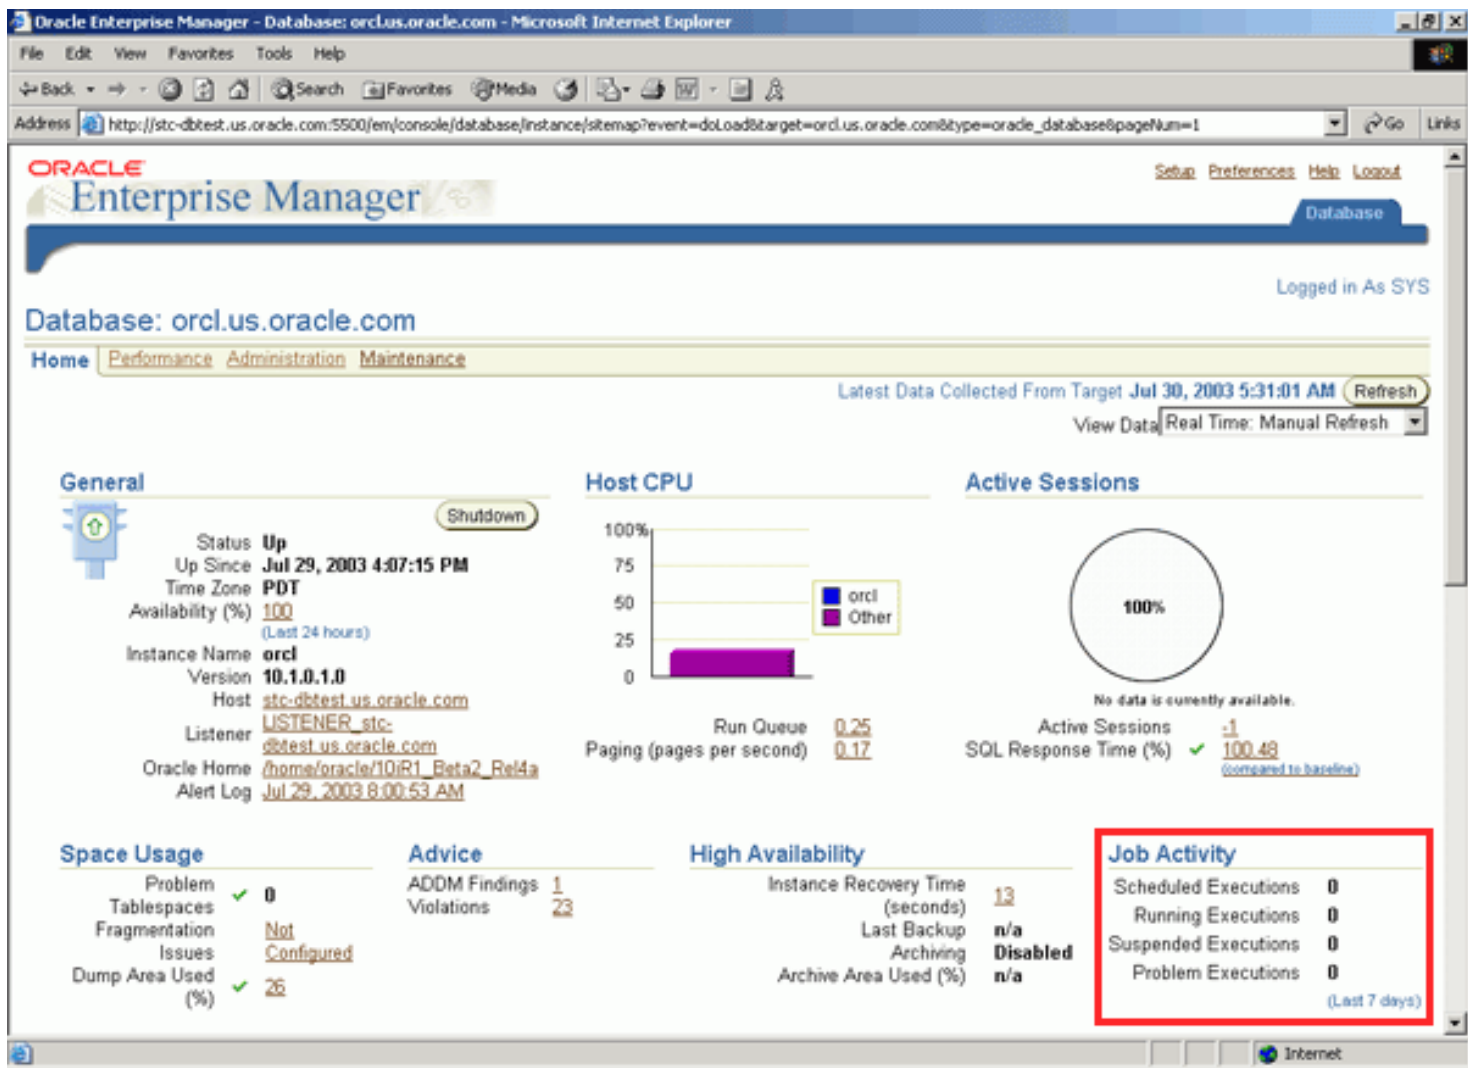 Oracle Enterprise Manager - Database: orcl.us.oracle.com - Microsoft Internet Explorer
File Edit View Favorites Tools Help
Back Search Favorites Media
Address http://stc-dbtest.us.oracle.com:5500/em/console/database/instance/sitemap?event=doLoad&target=orcl.us.oracle.com&type=oracle_database&pageNum=1 Go Links
ORACLE
Enterprise Manager
Setup Preferences Help Logout
Database
Logged in As SYS
Database: orcl.us.oracle.com
Home Performance Administration Maintenance
Latest Data Collected From Target Jul 30, 2003 5:31:01 AM Refresh
View Data Real Time: Manual Refresh
General
Shutdown
Status Up
Up Since Jul 29, 2003 4:07:15 PM
Time Zone PDT
Availability (%) 100
(Last 24 hours)
Instance Name orcl
Version 10.1.0.1.0
Host stc-dbtest.us.oracle.com
Listener LISTENER_stc-
dbtest.us.oracle.com
Oracle Home /home/oracle/10iR1_Beta2_Rel4a
Alert Log Jul 29, 2003 8:00:53 AM
Host CPU
100%
75
50
25
0
orcl
Other
Run Queue 0.25
Paging (pages per second) 0.17
Active Sessions
100%
No data is currently available.
Active Sessions -1
SQL Response Time (%) 100.48
(compared to baseline)
Space Usage
Problem
Tablespaces 0
Fragmentation Not
Issues Configured
Dump Area Used
(%) 26
Advice
ADDM Findings 1
Violations 23
High Availability
Instance Recovery Time
(seconds) 13
Last Backup n/a
Archiving Disabled
Archive Area Used (%) n/a
Job Activity
Scheduled Executions 0
Running Executions 0
Suspended Executions 0
Problem Executions 0
(Last 7 days)
Internet